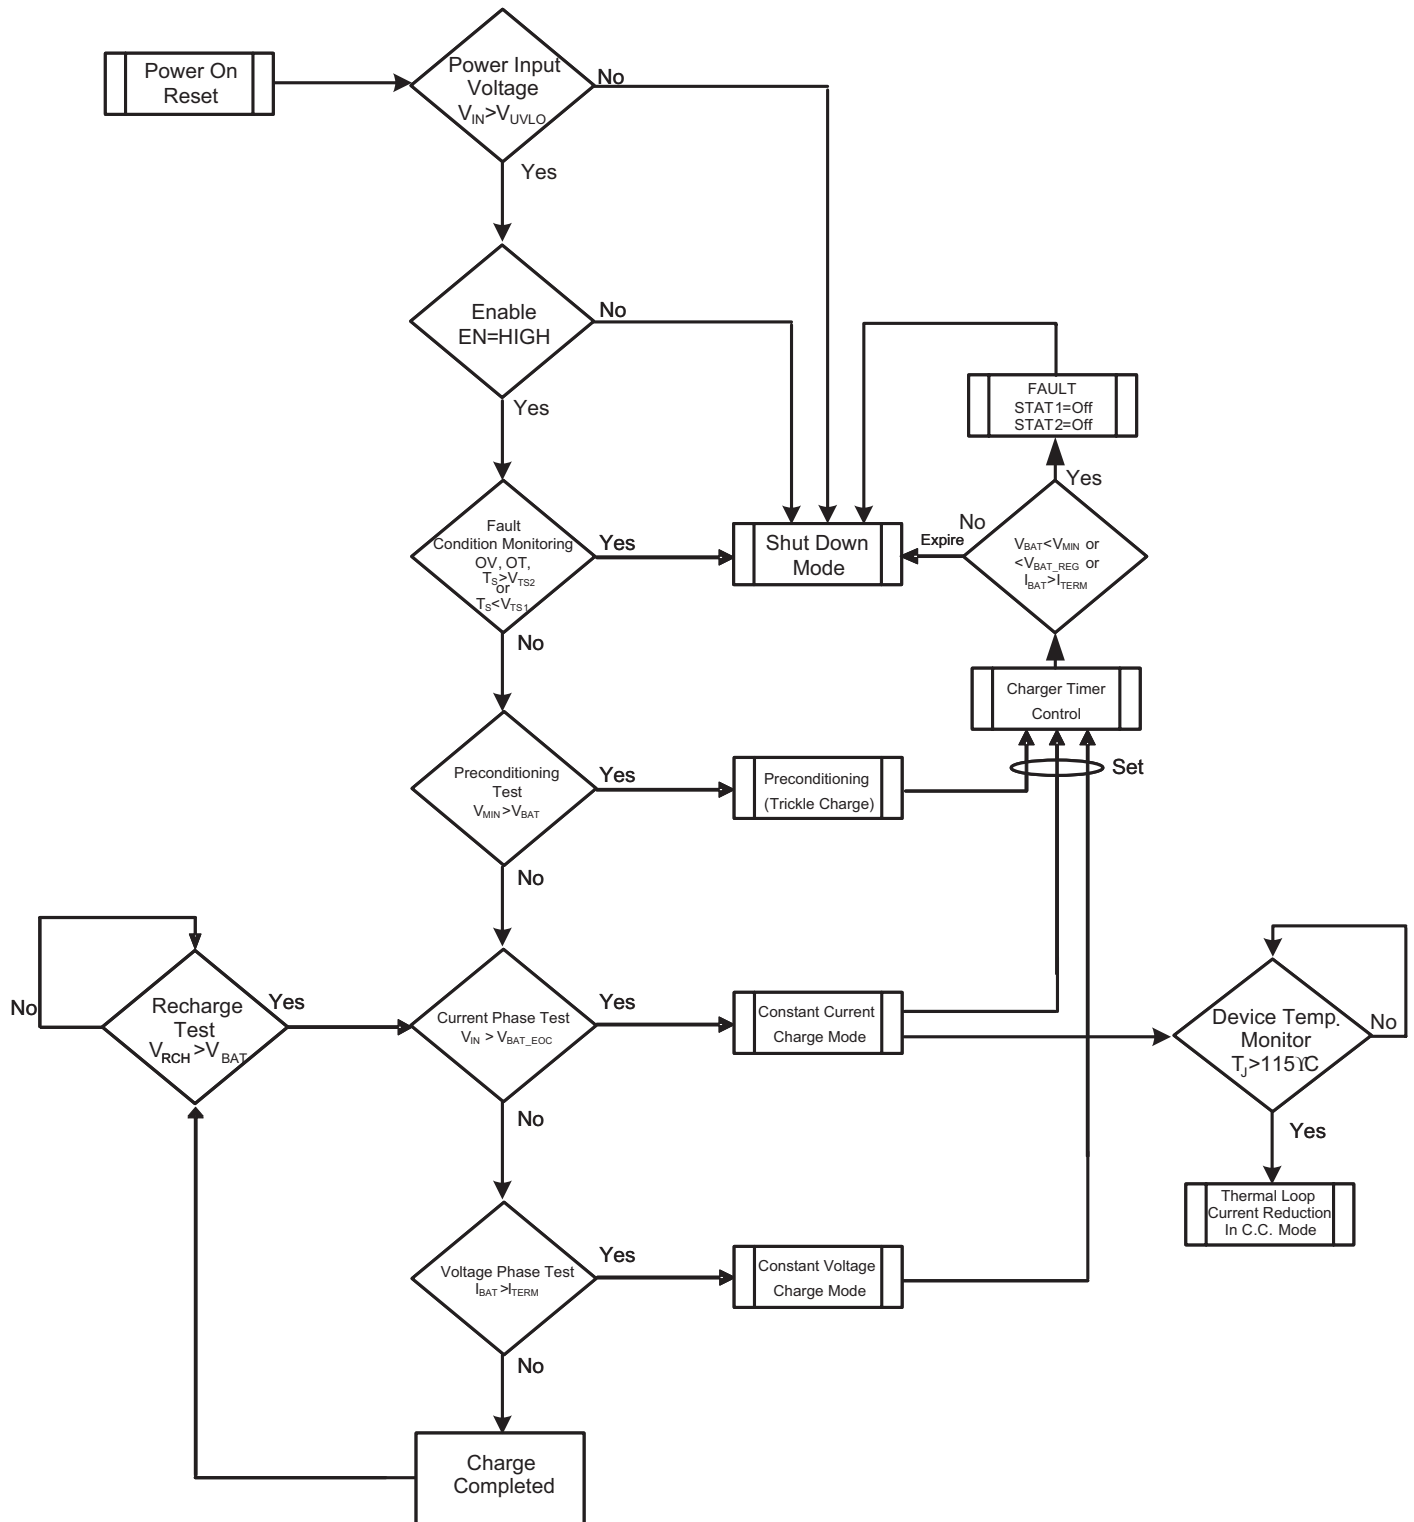 Power On
Reset
Power Input
Voltage
V_IN>V_UVLO
No
Yes
Enable
EN=HIGH
No
Yes
FAULT
STAT1=Off
STAT2=Off
Yes
Fault
Condition Monitoring
OV, OT,
T_S>V_TS2
or
T_S<V_TS1
Yes
No
Shut Down
Mode
Expire
No
V_BAT<V_MIN or
<V_BAT_REG or
I_BAT>I_TERM
Charger Timer
Control
Set
Preconditioning
Test
V_MIN>V_BAT
Yes
No
Preconditioning
(Trickle Charge)
No
Recharge
Test
V_RCH>V_BAT
Yes
Current Phase Test
V_IN > V_BAT_EOC
Yes
No
Constant Current
Charge Mode
Device Temp.
Monitor
T_J>115ϒC
No
Yes
Thermal Loop
Current Reduction
In C.C. Mode
Voltage Phase Test
I_BAT>I_TERM
Yes
No
Constant Voltage
Charge Mode
Charge
Completed